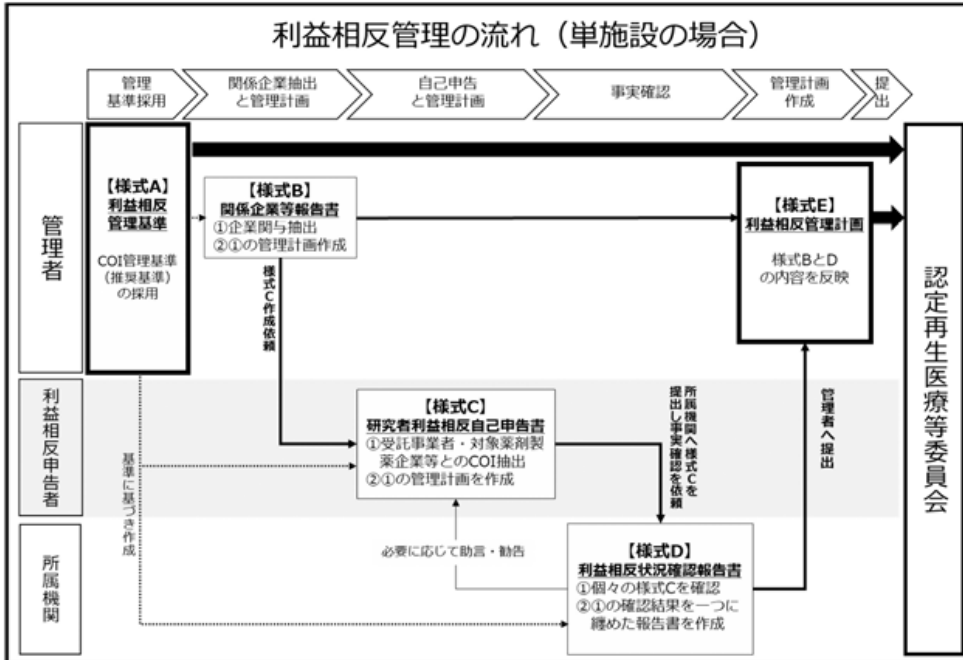 利益相反管理の流れ（単施設の場合）
管理
基準採用
関係企業抽出
と管理計画
自己申告
と管理計画
事実確認
管理計画
作成
提
出
管理者
【様式A】
利益相反
管理基準
COI管理基準
（推奨基準）
の採用
【様式B】
関係企業等報告書
①企業関与抽出
②①の管理計画作成
様式C作成依頼
【様式E】
利益相反管理計画
様式BとD
の内容を反映
認定再生医療等委員会
利益相反申告者
【様式C】
研究者利益相反自己申告書
①受託事業者・対象薬剤製
薬企業等とのCOI抽出
②①の管理計画を作成
所属機関へ様式Cを
提出し事実確認を依頼
管理者へ提出
基準に基づき作成
所属機関
必要に応じて助言・勧告
【様式D】
利益相反状況確認報告書
①個々の様式Cを確認
②①の確認結果を一つに
纏めた報告書を作成